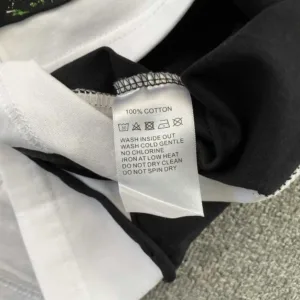 100% COTTON
WASH INSIDE OUT
WASH COLD GENTLE
NO CHLORINE.
IRON AT LOW HEAT
DO NOT DRY CLEAN
DO NOT SPIN DRY